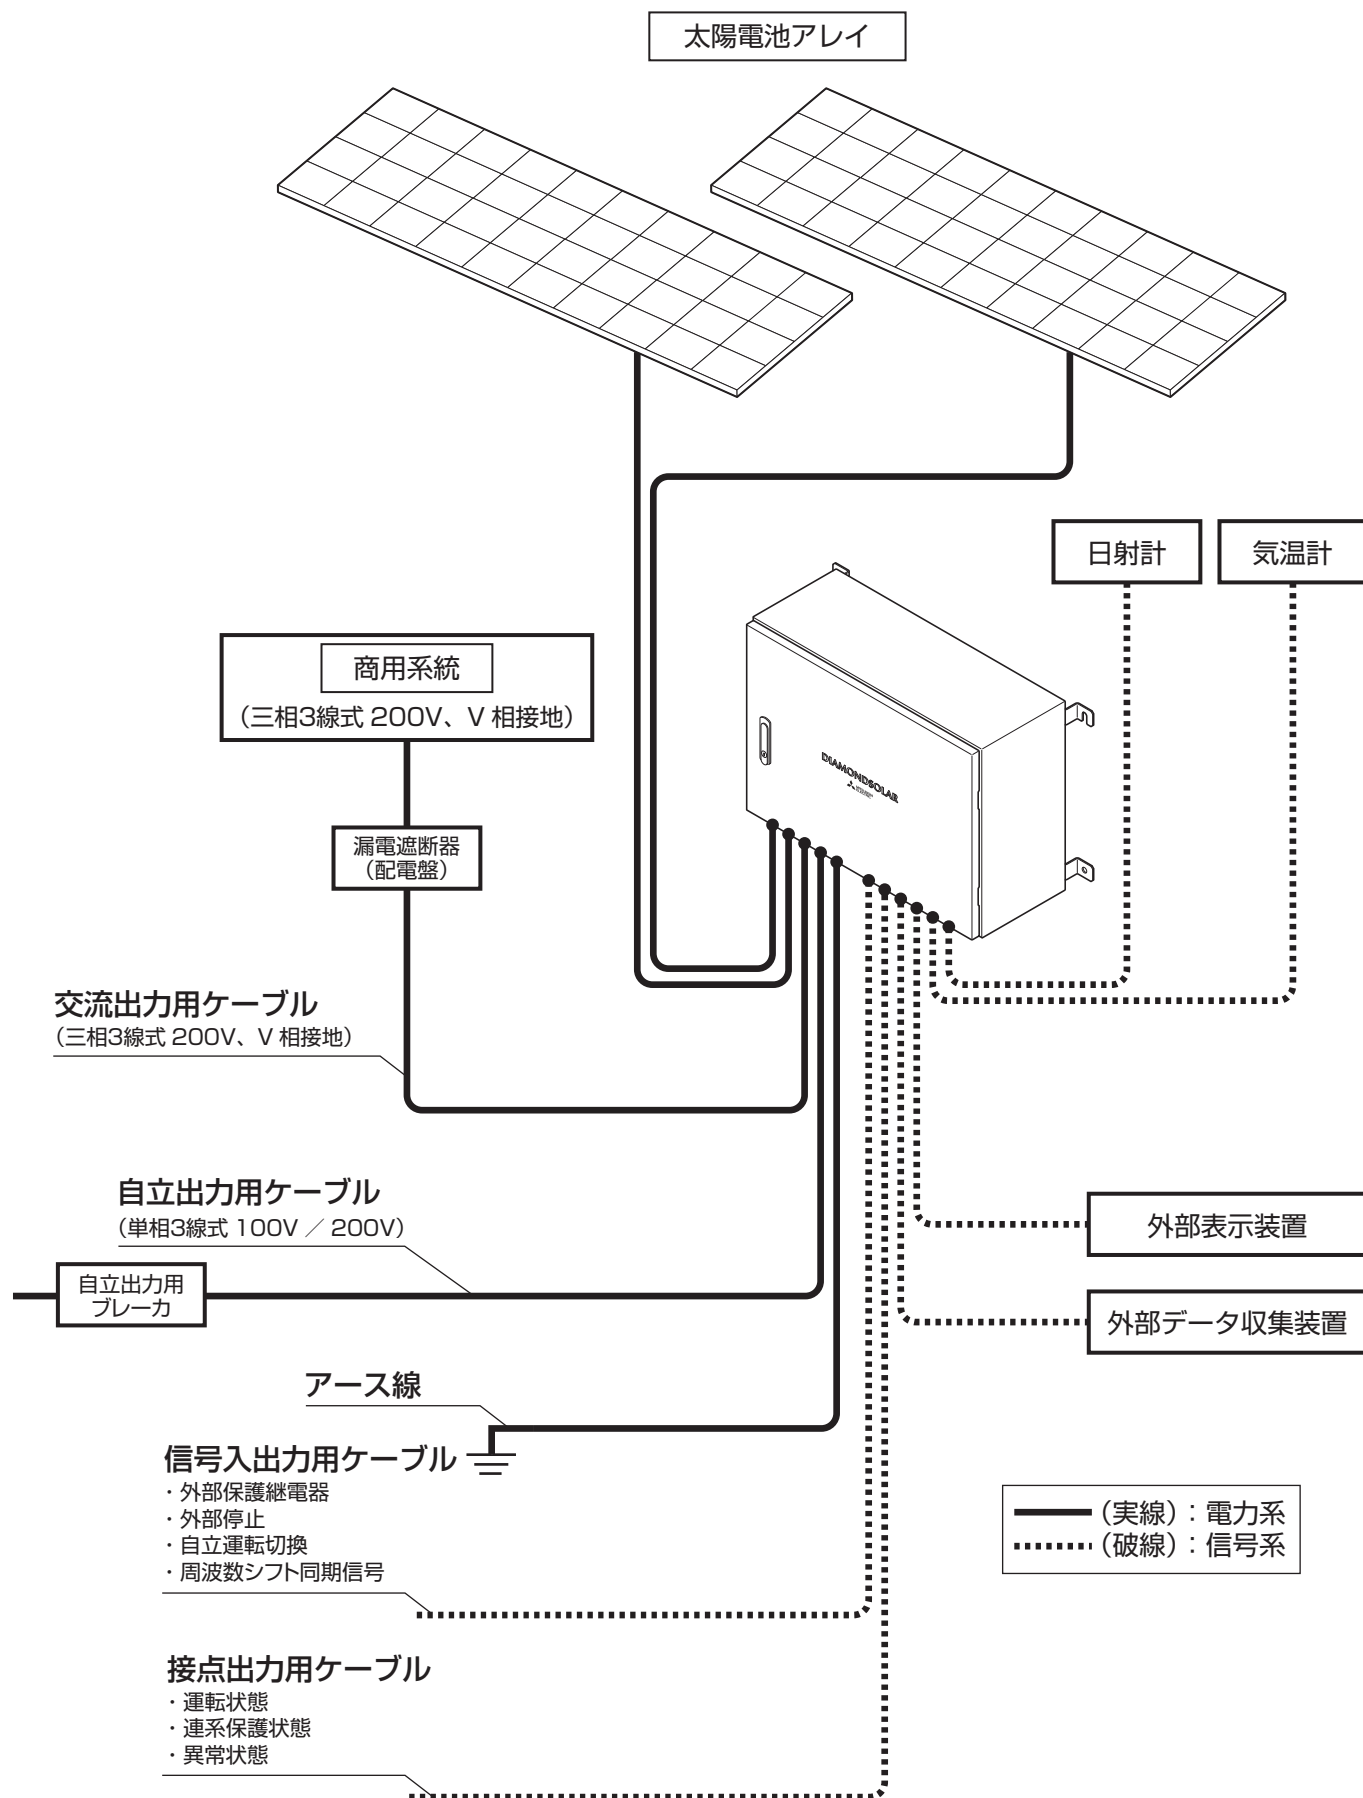 太陽電池アレイ
日射計
気温計
商用系統
（三相3線式 200V、V 相接地）
DIAMONDSOLAR
漏電遮断器
（配電盤）
交流出力用ケーブル
（三相3線式 200V、V 相接地）
自立出力用ケーブル
（単相3線式 100V ／ 200V）
外部表示装置
自立出力用
ブレーカ
外部データ収集装置
アース線
信号入出力用ケーブル
・外部保護継電器
・外部停止
・自立運転切換
・周波数シフト同期信号
（実線）：電力系
（破線）：信号系
接点出力用ケーブル
・運転状態
・連系保護状態
・異常状態